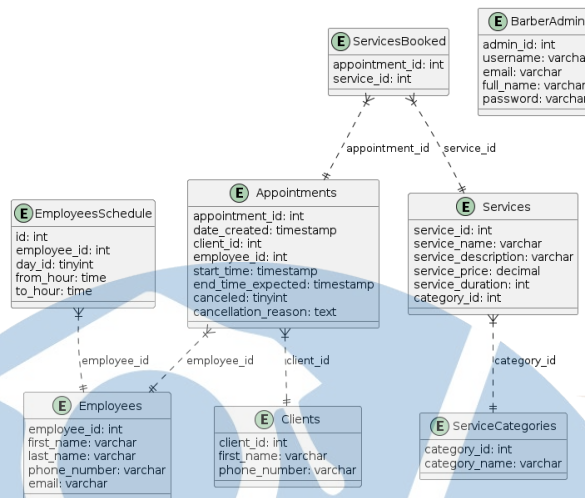 E ServicesBooked
appointment_id: int
service_id: int
E BarberAdmin
admin_id: int
username: varcha
email: varchar
full_name: varchar
password: varchar
appointment_id
service_id
E EmployeesSchedule
id: int
employee_id: int
day_id: tinyint
from_hour: time
to_hour: time
E Appointments
appointment_id: int
date_created: timestamp
client_id: int
employee_id: int
start_time: timestamp
end_time_expected: timestamp
canceled: tinyint
cancellation_reason: text
E Services
service_id: int
service_name: varchar
service_description: varchar
service_price: decimal
service_duration: int
category_id: int
employee_id
employee_id
client_id
category_id
E Employees
employee_id: int
first_name: varchar
last_name: varchar
phone_number: varchar
email: varchar
E Clients
client_id: int
first_name: varchar
phone_number: varchar
E ServiceCategories
category_id: int
category_name: varchar